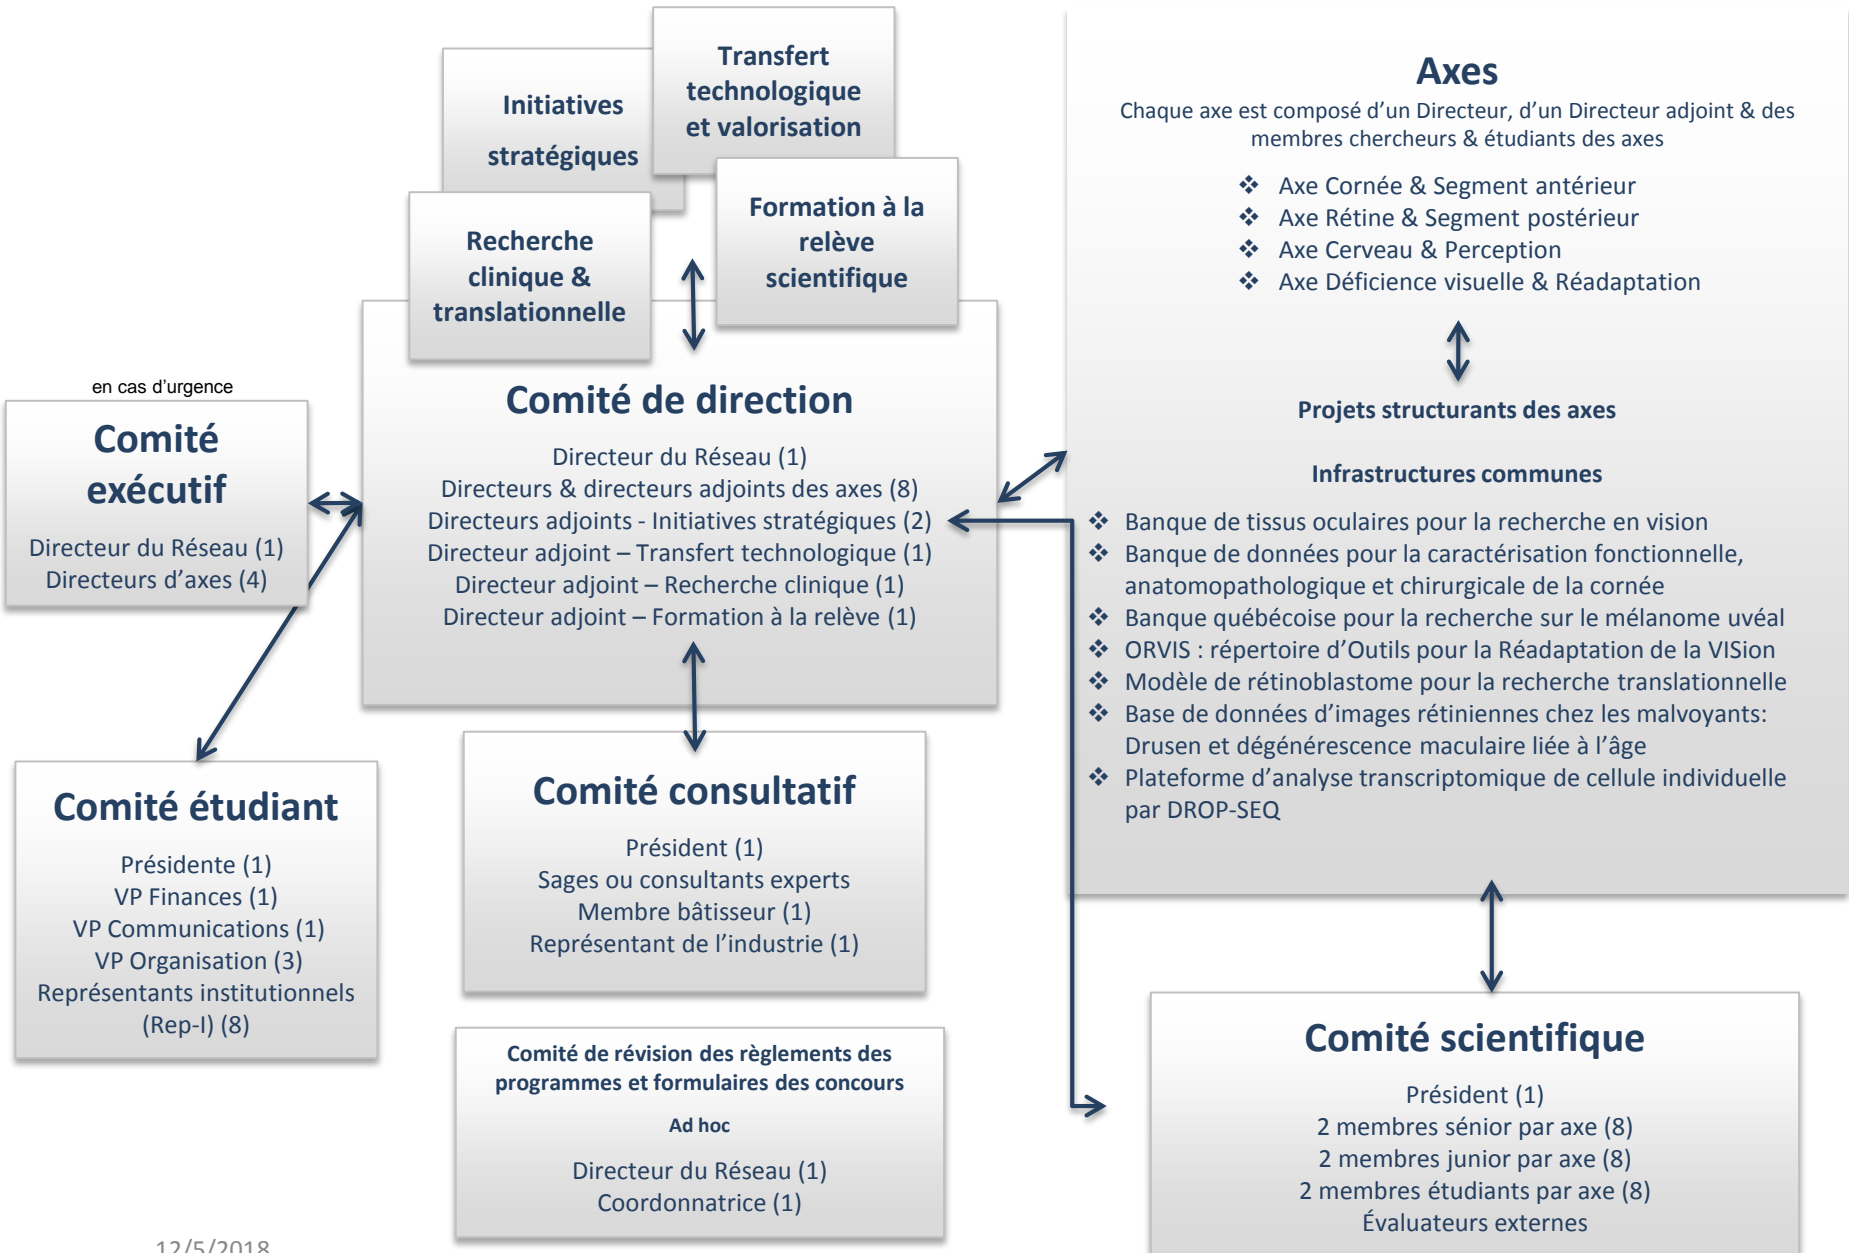 Initiatives
stratégiques
Transfert
technologique
et valorisation
Recherche
clinique &
translationnelle
Formation à la
relève
scientifique
en cas d'urgence
Comité
exécutif
Directeur du Réseau (1)
Directeurs d'axes (4)
Comité de direction
Directeur du Réseau (1)
Directeurs & directeurs adjoints des axes (8)
Directeurs adjoints - Initiatives stratégiques (2)
Directeur adjoint – Transfert technologique (1)
Directeur adjoint – Recherche clinique (1)
Directeur adjoint – Formation à la relève (1)
Axes
Chaque axe est composé d'un Directeur, d'un Directeur adjoint & des
membres chercheurs & étudiants des axes
❖ Axe Cornée & Segment antérieur
❖ Axe Rétine & Segment postérieur
❖ Axe Cerveau & Perception
❖ Axe Déficience visuelle & Réadaptation
Projets structurants des axes
Infrastructures communes
❖ Banque de tissus oculaires pour la recherche en vision
❖ Banque de données pour la caractérisation fonctionnelle,
anatomopathologique et chirurgicale de la cornée
❖ Banque québécoise pour la recherche sur le mélanome uvéal
❖ ORVIS : répertoire d'Outils pour la Réadaptation de la VISion
❖ Modèle de rétinoblastome pour la recherche translationnelle
❖ Base de données d'images rétiniennes chez les malvoyants:
Drusen et dégénérescence maculaire liée à l'âge
❖ Plateforme d'analyse transcriptomique de cellule individuelle
par DROP-SEQ
Comité étudiant
Présidente (1)
VP Finances (1)
VP Communications (1)
VP Organisation (3)
Représentants institutionnels
(Rep-I) (8)
Comité consultatif
Président (1)
Sages ou consultants experts
Membre bâtisseur (1)
Représentant de l'industrie (1)
Comité de révision des règlements des
programmes et formulaires des concours
Ad hoc
Directeur du Réseau (1)
Coordonnatrice (1)
Comité scientifique
Président (1)
2 membres sénior par axe (8)
2 membres junior par axe (8)
2 membres étudiants par axe (8)
Évaluateurs externes
12/5/2018